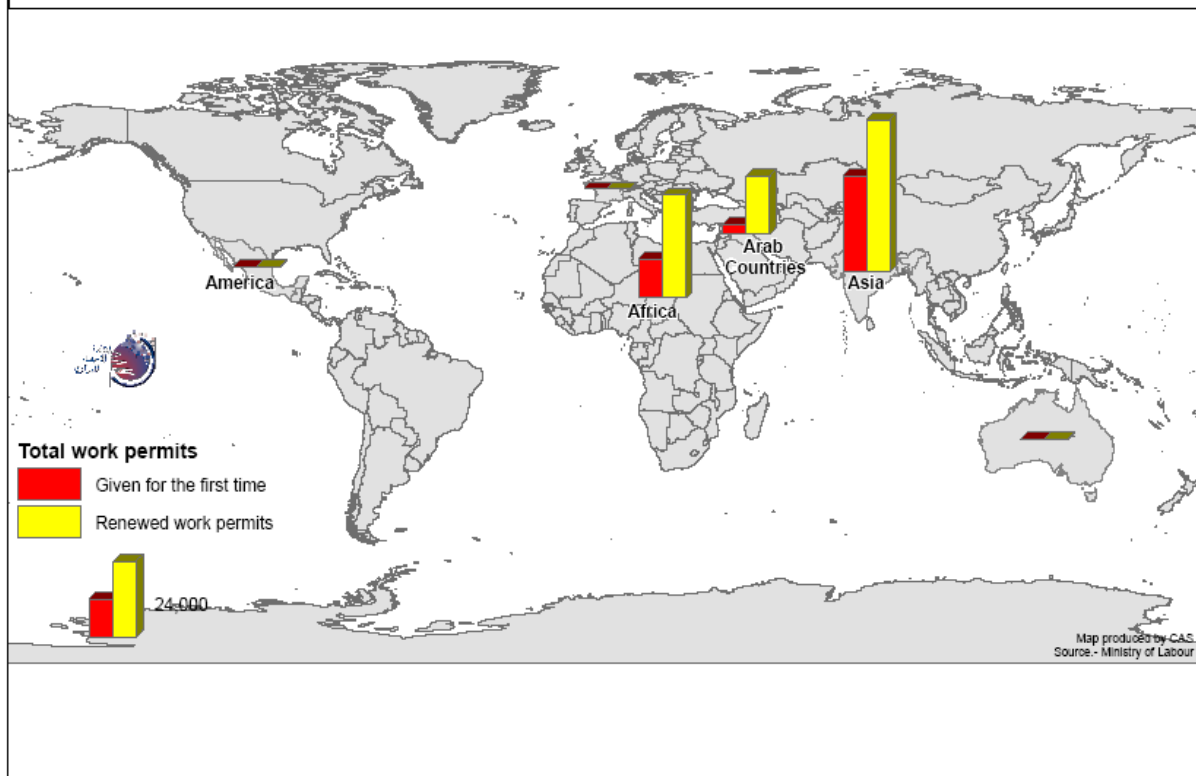 Arab
Countries
America
Asia
Africa
Total work permits
Given for the first time
Renewed work permits
24,000
Map produced by CAS
Source.- Ministry of Labour